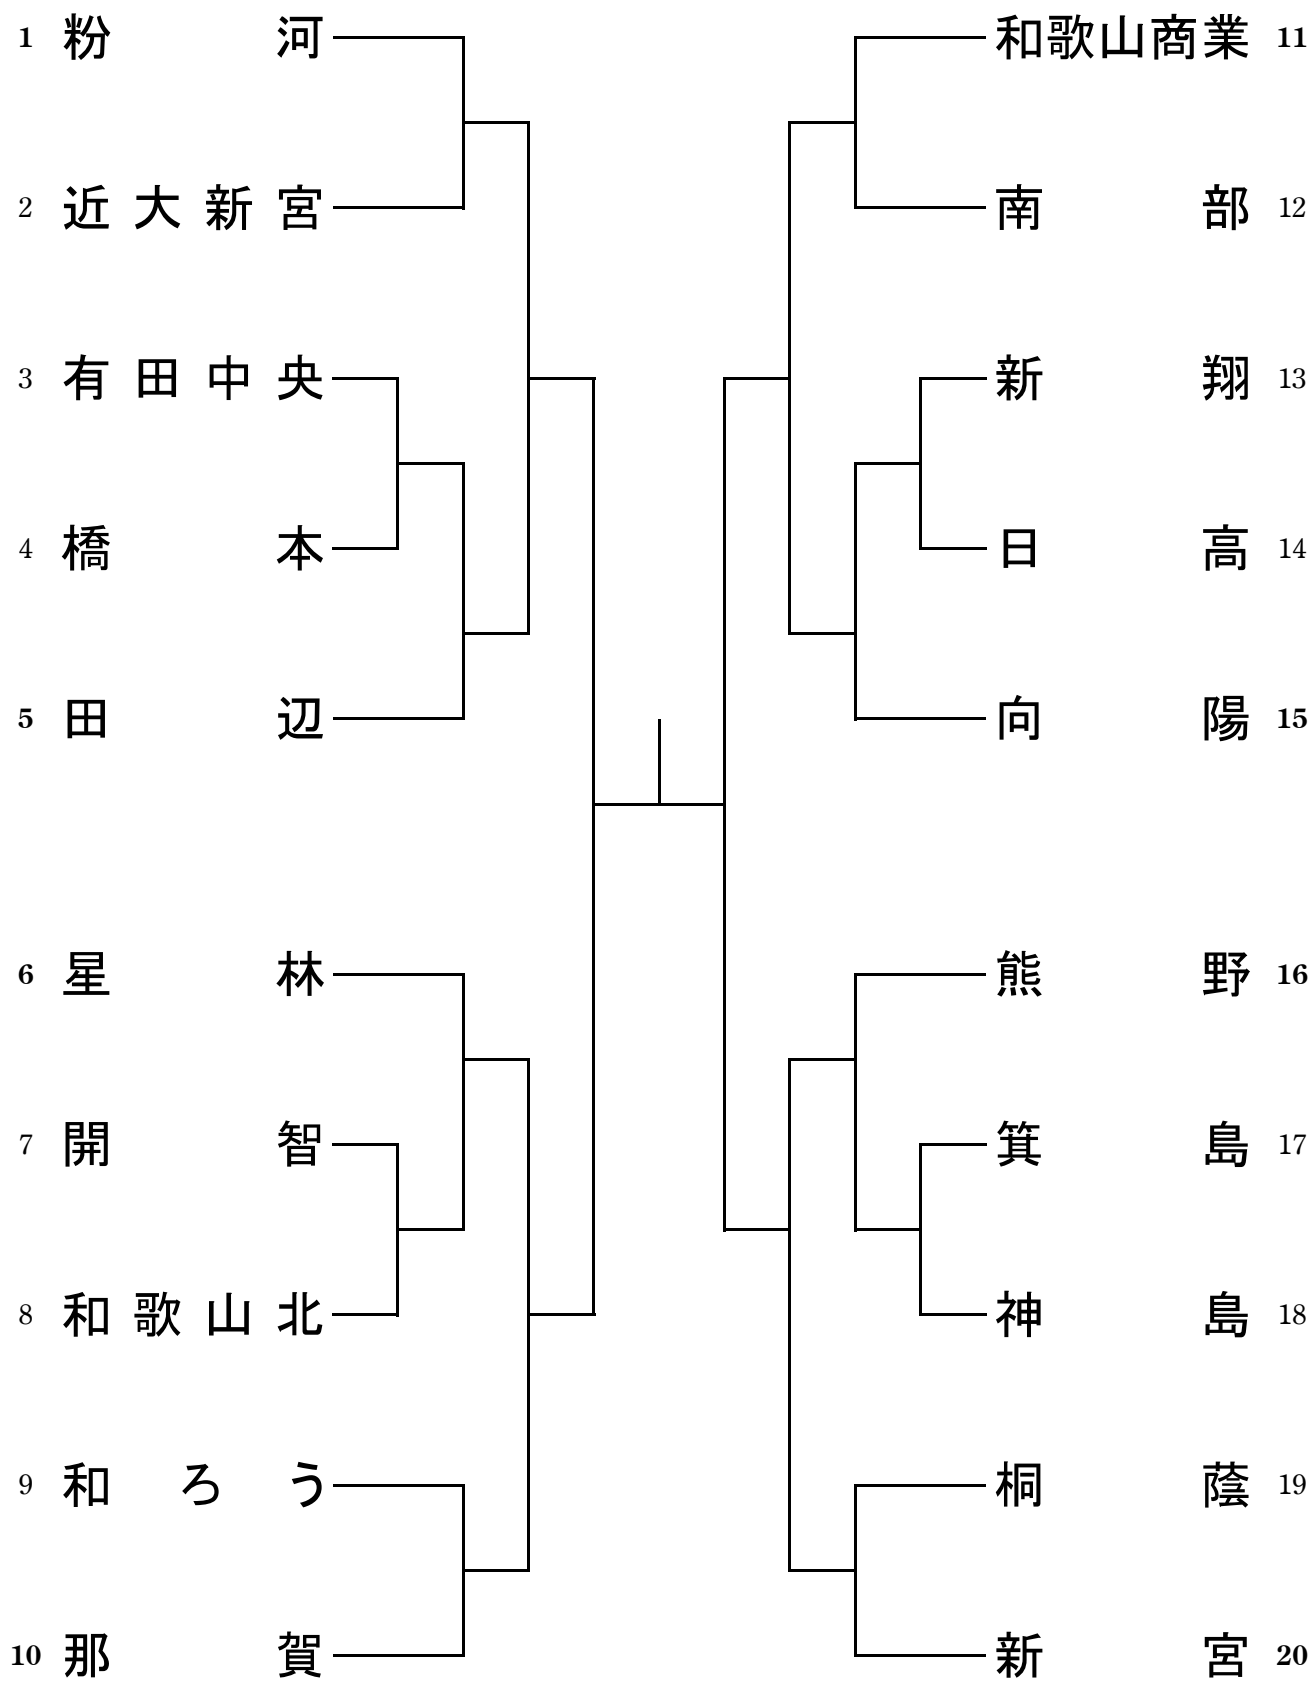 1 粉河
2 近大新宮
3 有田中央
4 橋本
5 田辺
6 星林
7 開智
8 和歌山北
9 和ろう
10 那賀
和歌山商業 11
南部 12
新翔 13
日高 14
向陽 15
熊野 16
箕島 17
神島 18
桐蔭 19
新宮 20